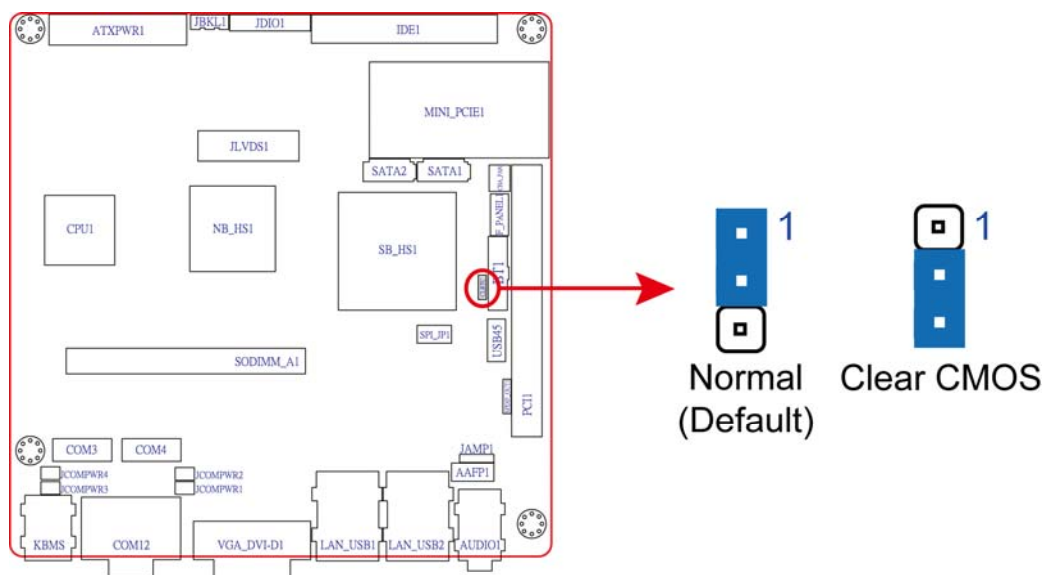 ATXPWR1
JBKL1
JDIO1
IDE1
MINI_PCIE1
JLVDS1
SATA2
SATA1
F_PANEL1
CPU1
NB_HS1
SB_HS1
BT1
1
1
SPI_JP1
USB45
SODIMM_A1
PCI1
Normal
(Default)
Clear CMOS
COM3
COM4
JAMP1
AAFP1
JCOMPWR4
JCOMPWR2
JCOMPWR3
JCOMPWR1
KBMS
COM12
VGA_DVI-D1
LAN_USB1
LAN_USB2
AUDIO1